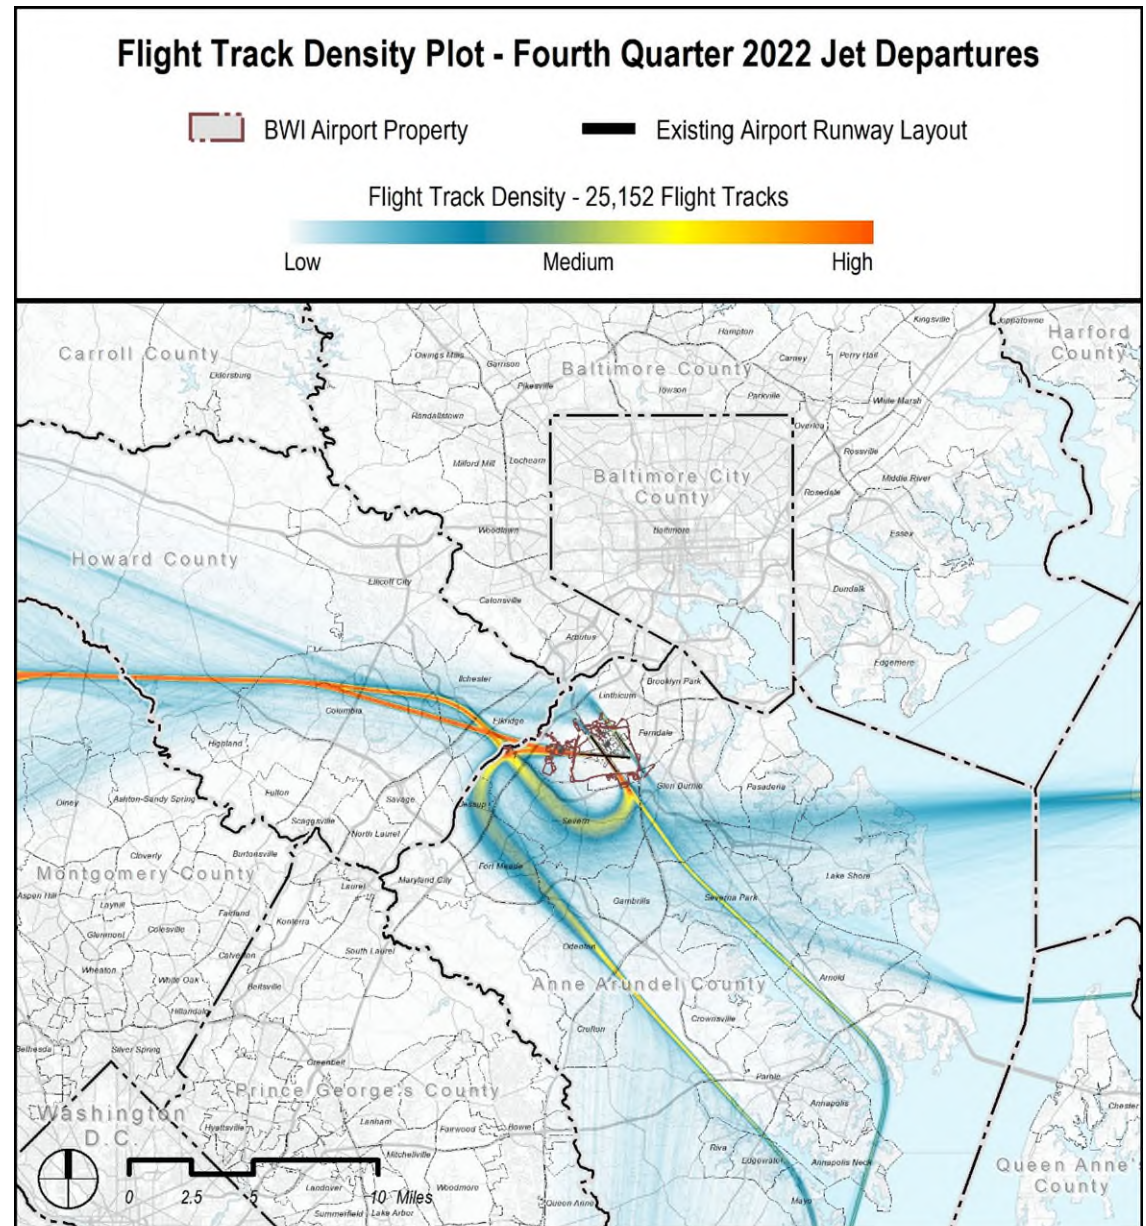 Flight Track Density Plot - Fourth Quarter 2022 Jet Departures
BWI Airport Property
Existing Airport Runway Layout
Flight Track Density - 25,152 Flight Tracks
Low
Medium
High
Kingsville
Joppatowne
Hampton
Harford
County
Carroll County
Owings Mills
Garrison
Carney
Perry Hall
Baltimore County
Eldersburg
Pikesville
Towson
Parkville
White Marsh
Randallstown
Overlea
Rossville
Milford Mill
Lochearn
Baltimore City
County
Middle River
Rosedale
Woodlawn
Baltimore
Essex
Howard County
Ellicott City
Catonsville
Dundalk
Arbutus
Edgemere
Ilchester
Brooklyn Park
Linthicum
Columbia
Elkridge
Ferndale
Highland
Glen Burnie
Pasadena
Olney
Ashton-Sandy Spring
Fulton
Savage
Jessup
Scaggsville
North Laurel
Severn
Cloverly
Burtonsville
Fort Meade
Montgomery County
Maryland City
Lake Shore
Aspen Hill
Layhill
Laurel
Gambrills
Severna Park
Fairland
Konterra
Glenmont
Colesville
Odenton
South Laurel
Calverton
Wheaton
White Oak
Beltsville
Anne Arundel County
Arnold
Hillandale
Crownsville
Crofton
Bethesda
Silver Spring
Greenbelt
Parole
Prince George's County
Annapolis
Chester
Washington
D.C.
Hyattsville
Lanham
Fairwood
Bowie
Mitchellville
Riva
Edgewater
Annapolis Neck
Queen Anne'
County
Landover
Woodmore
Queen Anne
Mayo
0
2.5
5
10 Miles
Summerfield
Lake Arbor